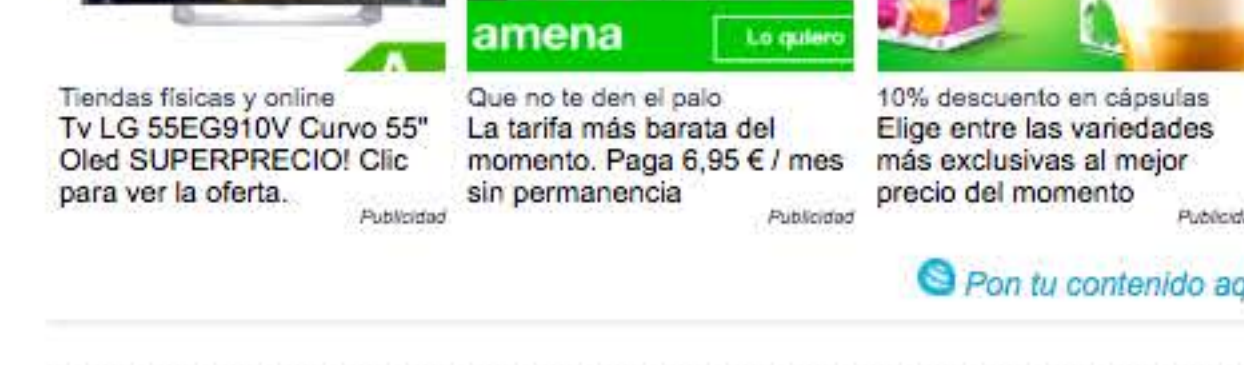 amena
Lo quiero
A
Tiendas físicas y online
Tv LG 55EG910V Curvo 55"
Oled SUPERPRECIO! Clic
para ver la oferta.
Publicidad
Que no te den el palo
La tarifa más barata del
momento. Paga 6,95 € / mes
sin permanencia
Publicidad
10% descuento en cápsulas
Elige entre las variedades
más exclusivas al mejor
precio del momento
Publicid
Pon tu contenido aq